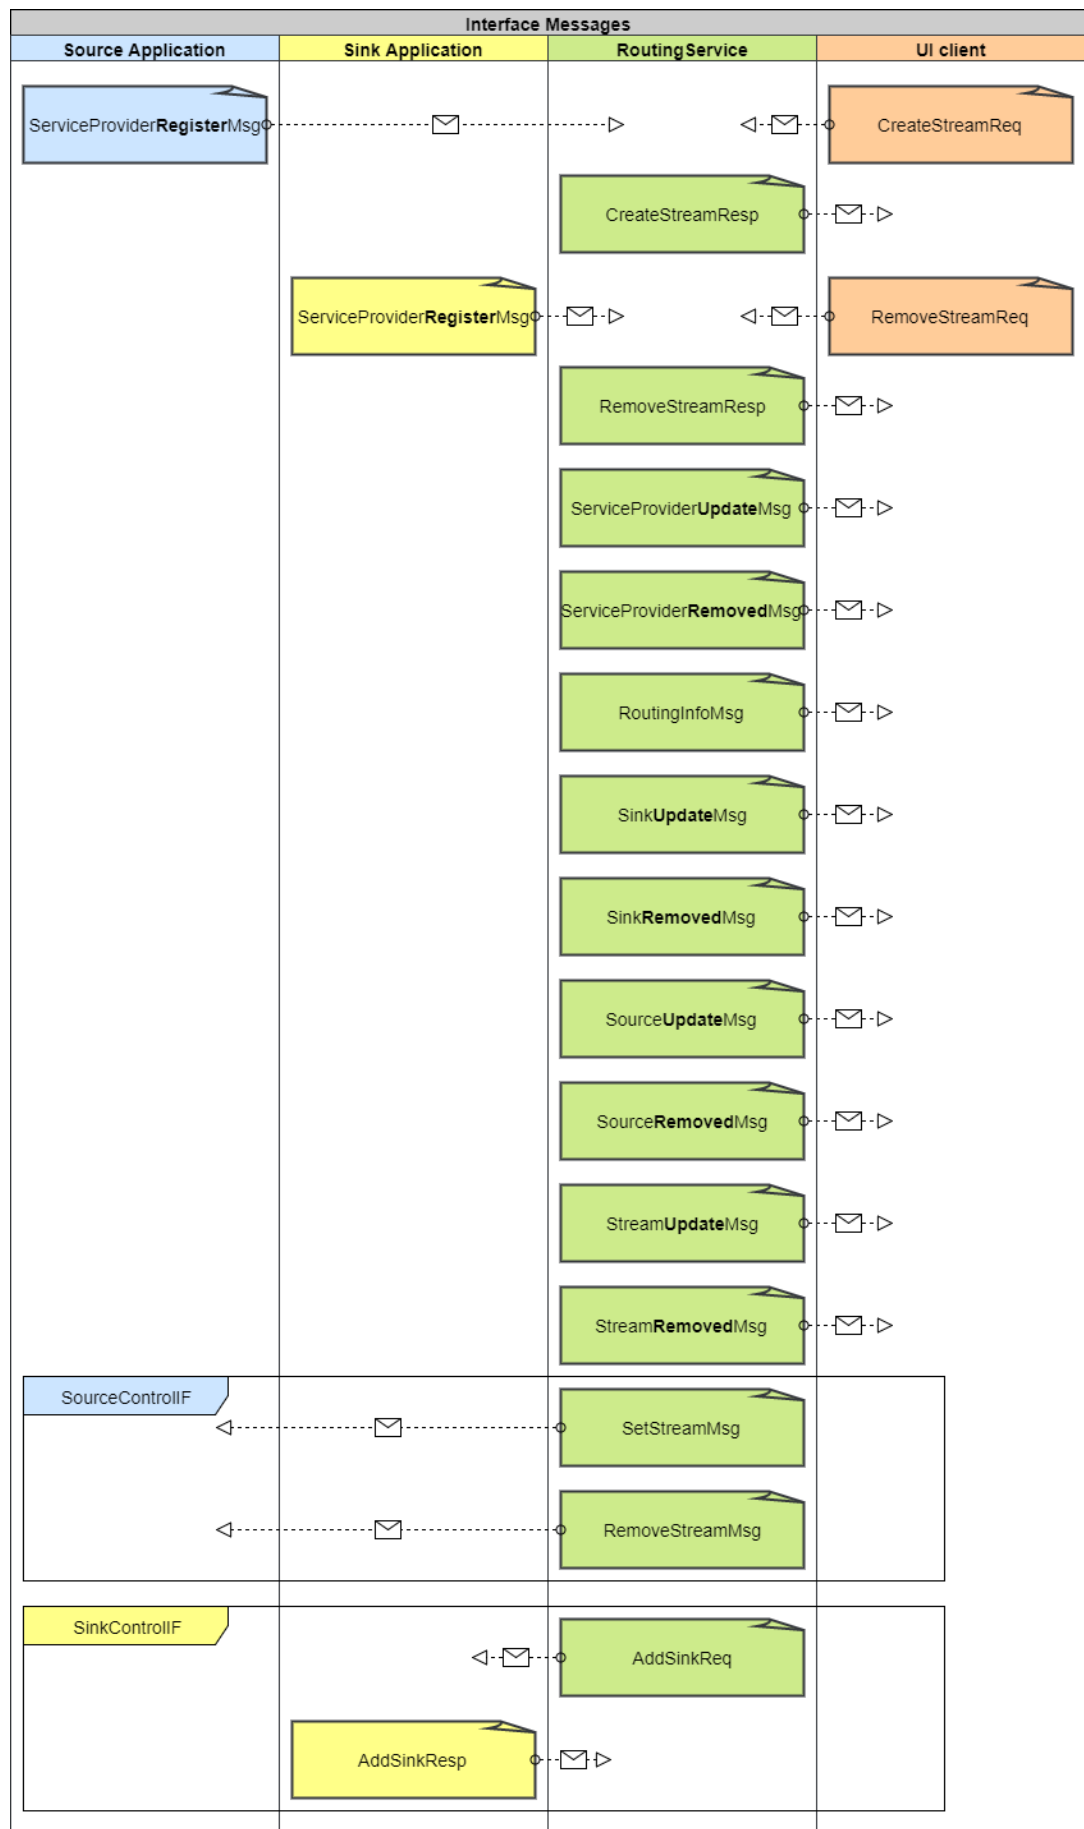 Interface Messages
Source Application
Sink Application
RoutingService
UI client
ServiceProviderRegisterMsg
CreateStreamReq
CreateStreamResp
ServiceProviderRegisterMsg
RemoveStreamReq
RemoveStreamResp
ServiceProviderUpdateMsg
ServiceProviderRemovedMsg
RoutingInfoMsg
SinkUpdateMsg
SinkRemovedMsg
SourceUpdateMsg
SourceRemovedMsg
StreamUpdateMsg
StreamRemovedMsg
SourceControlIF
SetStreamMsg
RemoveStreamMsg
SinkControlIF
AddSinkReq
AddSinkResp